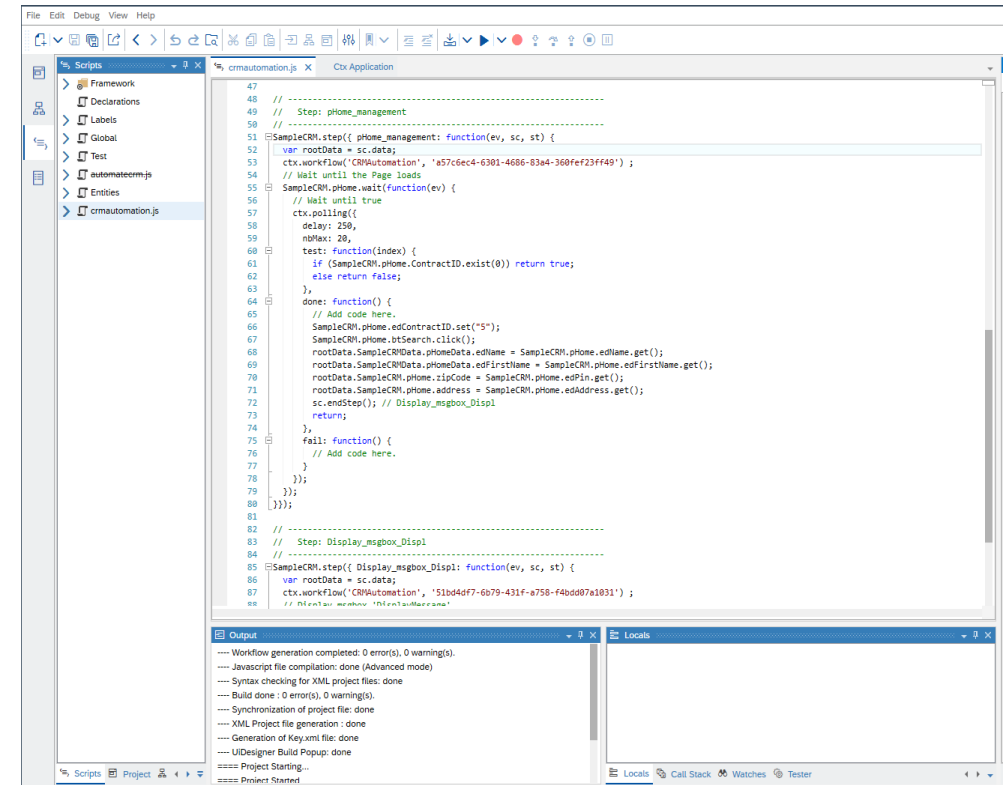 File Edit Debug View Help
Scripts
Framework
Declarations
Labels
Global
Test
automatecrm.js
Entities
crmautomation.js
crmautomation.js X Ctx Application
47
48 // ----------------------------------------------------------------
49 //   Step: pHome_management
50 // ----------------------------------------------------------------
51 SampleCRM.step({ pHome_management: function(ev, sc, st) {
52   var rootData = sc.data;
53   ctx.workflow('CRMAutomation', 'a57c6ec4-6301-4686-83a4-360fef23ff49') ;
54   // Wait until the Page loads
55   SampleCRM.pHome.wait(function(ev) {
56     // Wait until true
57     ctx.polling({
58       delay: 250,
59       nbMax: 20,
60       test: function(index) {
61         if (SampleCRM.pHome.ContractID.exist(0)) return true;
62         else return false;
63       },
64       done: function() {
65         // Add code here.
66         SampleCRM.pHome.edContractID.set("5");
67         SampleCRM.pHome.btSearch.click();
68         rootData.SampleCRMData.pHomeData.edName = SampleCRM.pHome.edName.get();
69         rootData.SampleCRMData.pHomeData.edFirstName = SampleCRM.pHome.edFirstName.get();
70         rootData.SampleCRM.pHome.zipCode = SampleCRM.pHome.edPin.get();
71         rootData.SampleCRM.pHome.address = SampleCRM.pHome.edAddress.get();
72         sc.endStep(); // Display_msgbox_Displ
73         return;
74       },
75       fail: function() {
76         // Add code here.
77       }
78     });
79   });
80 }});
81
82 // ----------------------------------------------------------------
83 //   Step: Display_msgbox_Displ
84 // ----------------------------------------------------------------
85 SampleCRM.step({ Display_msgbox_Displ: function(ev, sc, st) {
86   var rootData = sc.data;
87   ctx.workflow('CRMAutomation', '51bd4df7-6b79-431f-a758-f4bdd07a1031') ;
88   // Display msgbox 'DisplayMessage'
Output
---- Workflow generation completed: 0 error(s), 0 warning(s).
---- Javascript file compilation: done (Advanced mode)
---- Syntax checking for XML project files: done
---- Build done : 0 error(s), 0 warning(s).
---- Synchronization of project file: done
---- XML Project file generation : done
---- Generation of Key.xml file: done
---- UiDesigner Build Popup: done
==== Project Starting...
==== Project Started
Locals
Scripts Project
Locals Call Stack Watches Tester